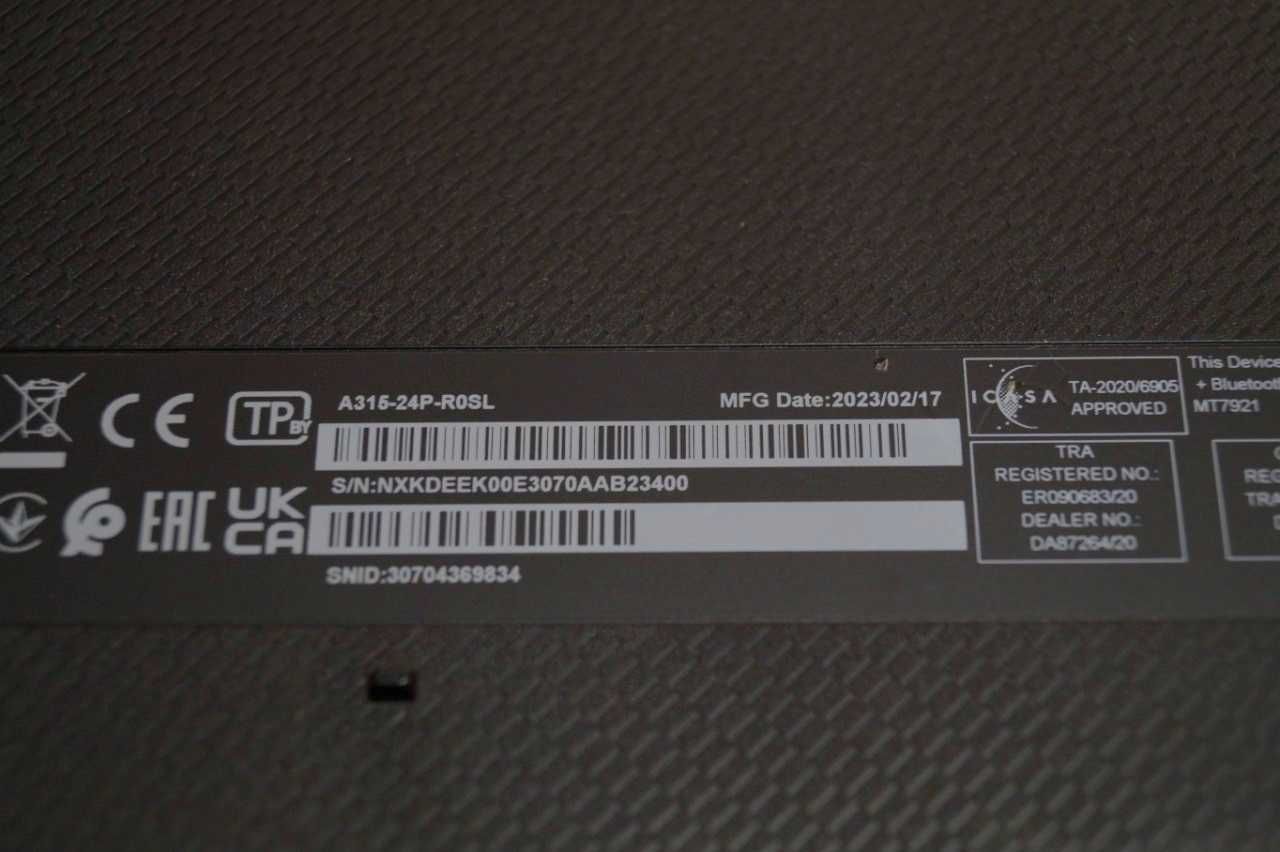 A315-24P-R0SL
MFG Date:2023/02/17
S/N:NXKDEEK00E3070AAB23400
SNID:30704369834
CE
TP
BY
EAC
UK
CA
ICASA
TA-2020/6905
APPROVED
TRA
REGISTERED NO.:
ER090683/20
DEALER NO.:
DA87264/20
This Device
+ Bluetooth
MT7921